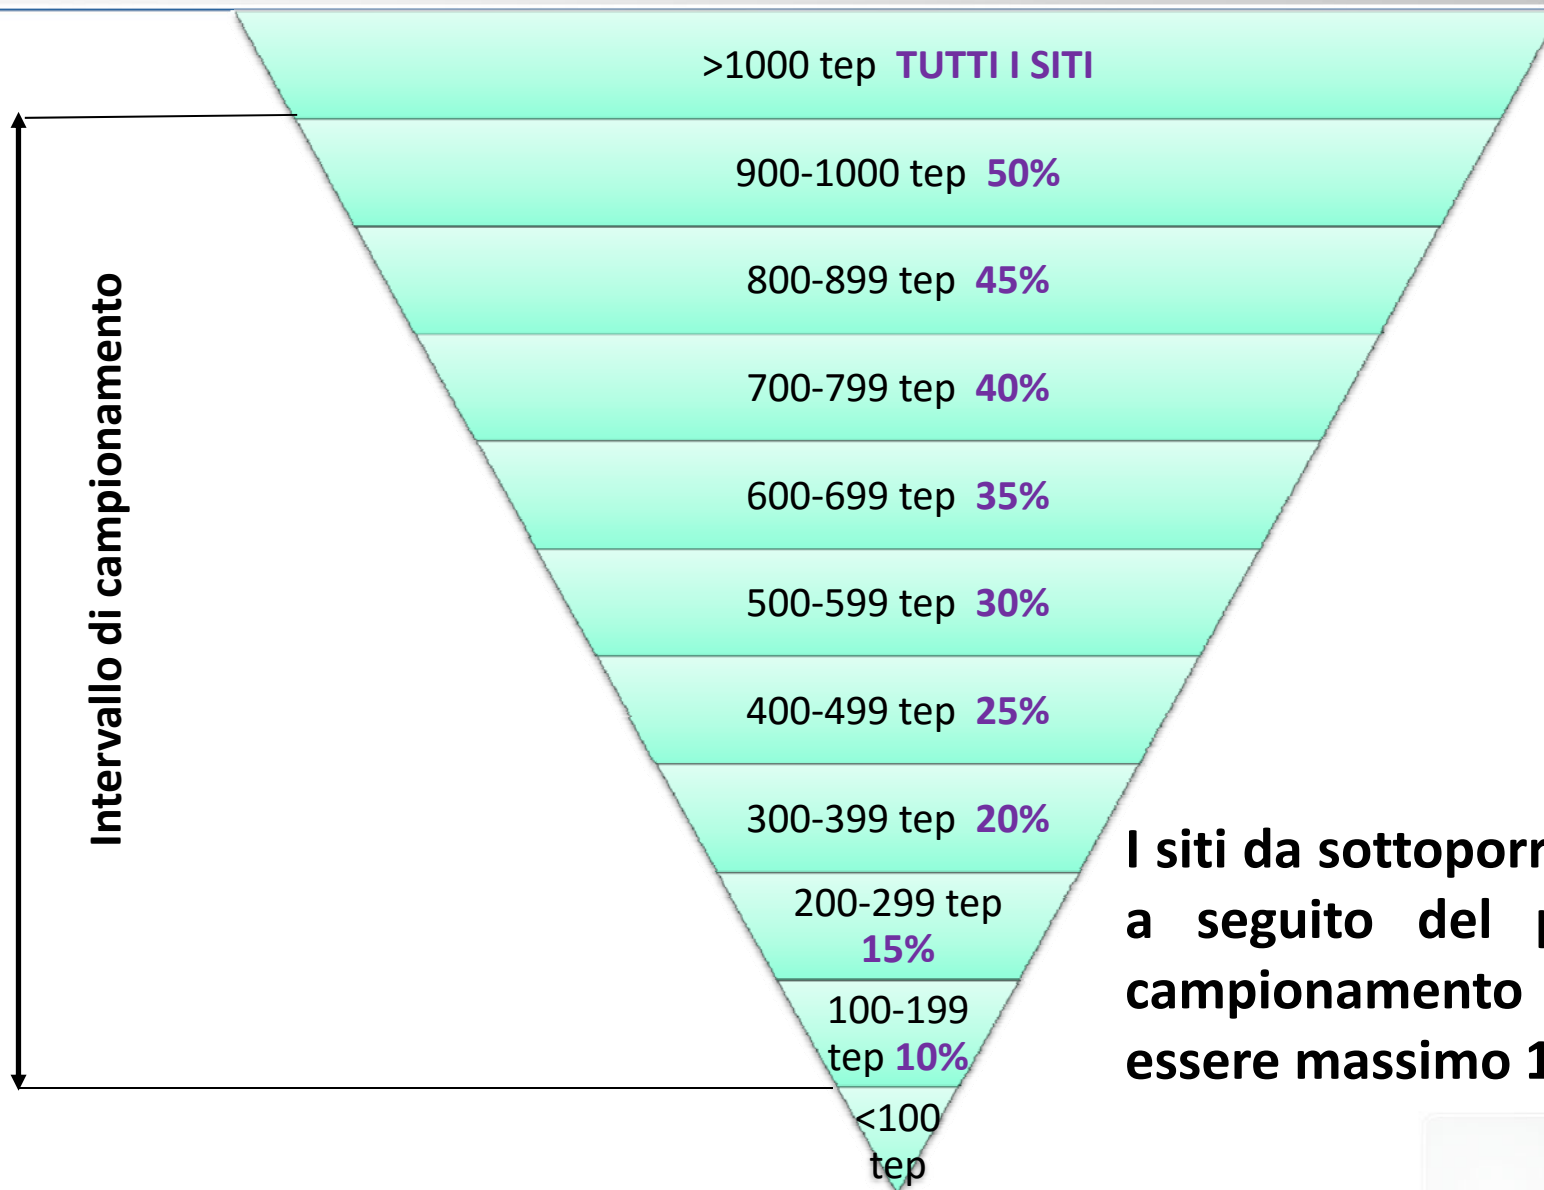 >1000 tep TUTTI I SITI
900-1000 tep 50%
800-899 tep 45%
700-799 tep 40%
600-699 tep 35%
500-599 tep 30%
400-499 tep 25%
300-399 tep 20%
200-299 tep
15%
100-199
tep 10%
<100
tep
Intervallo di campionamento
I siti da
a seguito del
campionamento
essere massimo